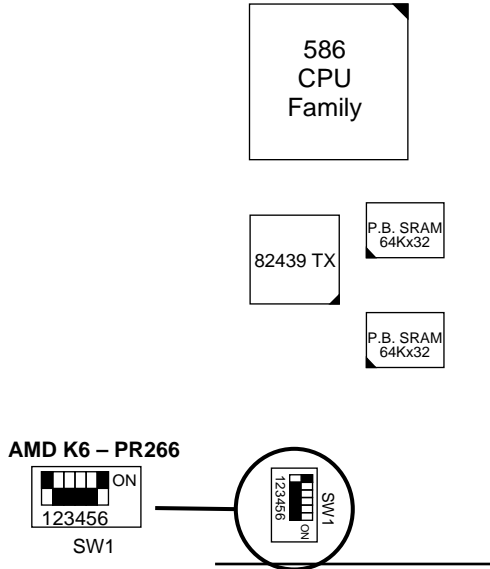 586
CPU
Family
82439 TX
P.B. SRAM
64Kx32
P.B. SRAM
64Kx32
AMD K6 – PR266
ON
123456
SW1
123456
ON
SW1